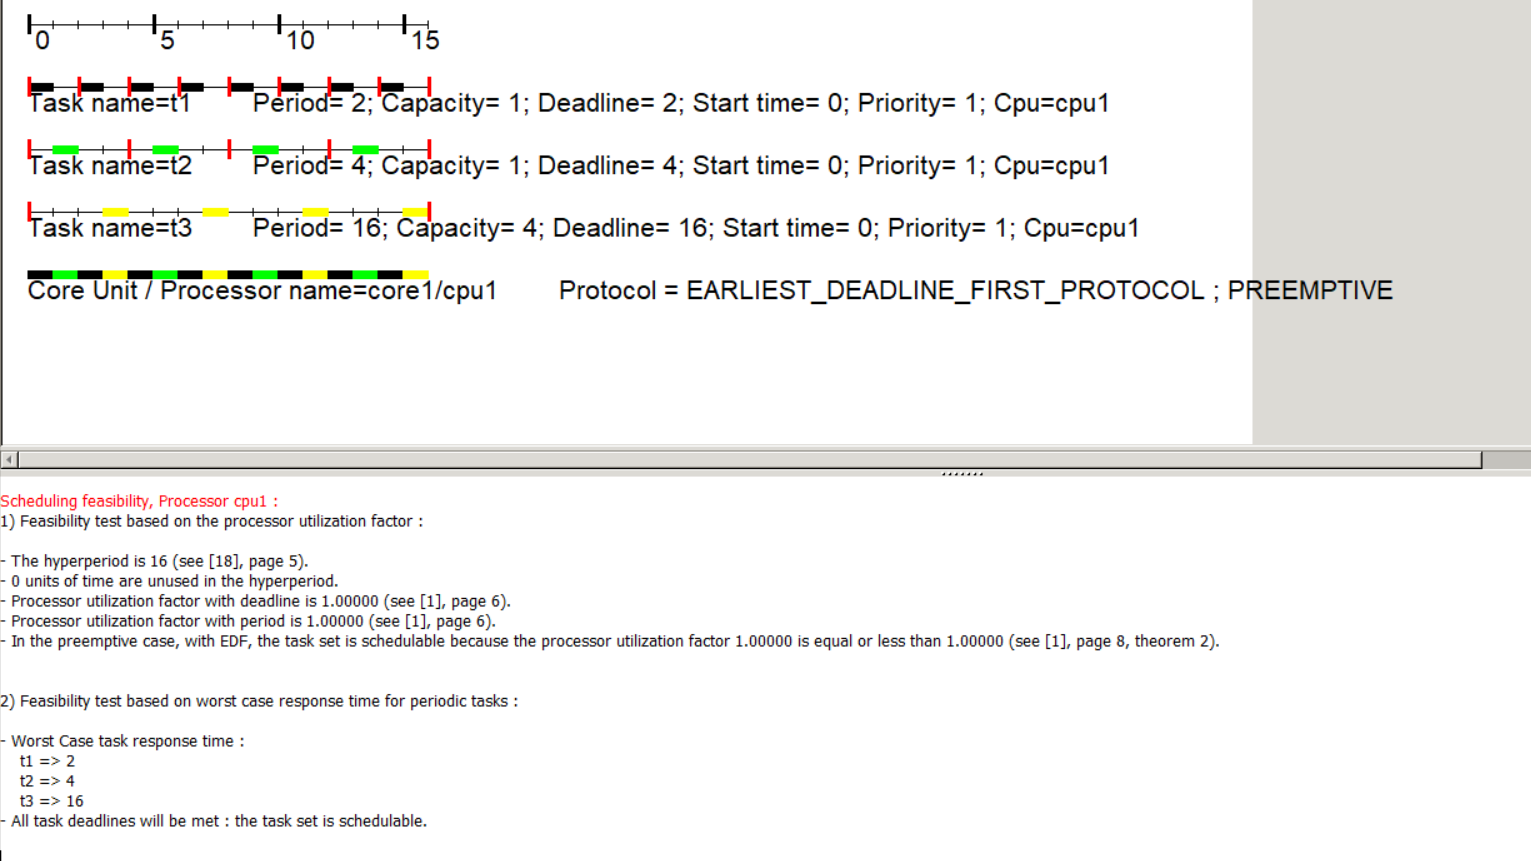 0 5 10 15
Task name=t1 Period= 2; Capacity= 1; Deadline= 2; Start time= 0; Priority= 1; Cpu=cpu1
Task name=t2 Period= 4; Capacity= 1; Deadline= 4; Start time= 0; Priority= 1; Cpu=cpu1
Task name=t3 Period= 16; Capacity= 4; Deadline= 16; Start time= 0; Priority= 1; Cpu=cpu1
Core Unit / Processor name=core1/cpu1 Protocol = EARLIEST_DEADLINE_FIRST_PROTOCOL ; PREEMPTIVE
Scheduling feasibility, Processor cpu1 :
1) Feasibility test based on the processor utilization factor :
- The hyperperiod is 16 (see [18], page 5).
- 0 units of time are unused in the hyperperiod.
- Processor utilization factor with deadline is 1.00000 (see [1], page 6).
- Processor utilization factor with period is 1.00000 (see [1], page 6).
- In the preemptive case, with EDF, the task set is schedulable because the processor utilization factor 1.00000 is equal or less than 1.00000 (see [1], page 8, theorem 2).
2) Feasibility test based on worst case response time for periodic tasks :
- Worst Case task response time :
t1 => 2
t2 => 4
t3 => 16
- All task deadlines will be met : the task set is schedulable.